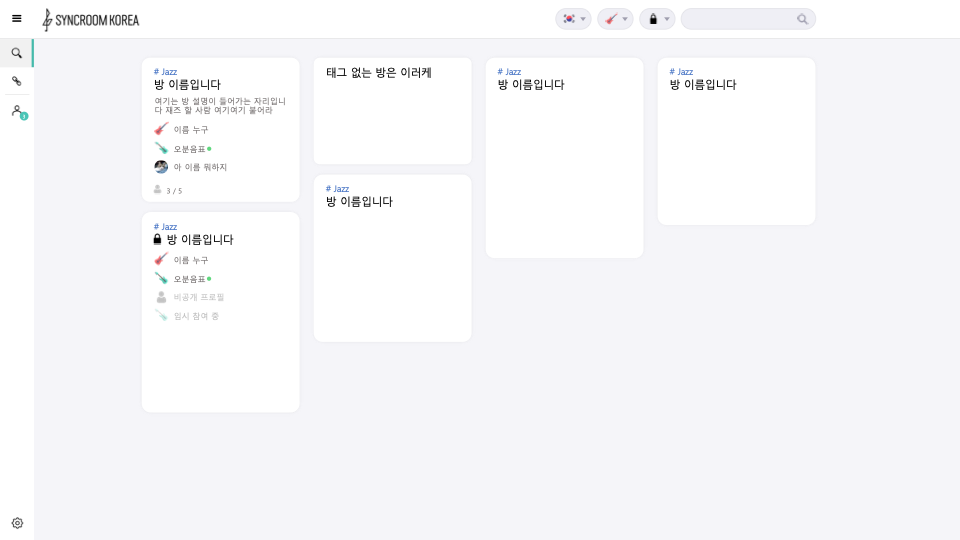 SYNCROOM KOREA
# Jazz
방 이름입니다
여기는 방 설명이 들어가는 자리입니
다 재즈 할 사람 여기여기 붙어라
이름 누구
오분음표
아 이름 뭐하지
3 / 5
# Jazz
방 이름입니다
이름 누구
오분음표
비공개 프로필
임시 참여 중
태그 없는 방은 이러케
# Jazz
방 이름입니다
# Jazz
방 이름입니다
# Jazz
방 이름입니다